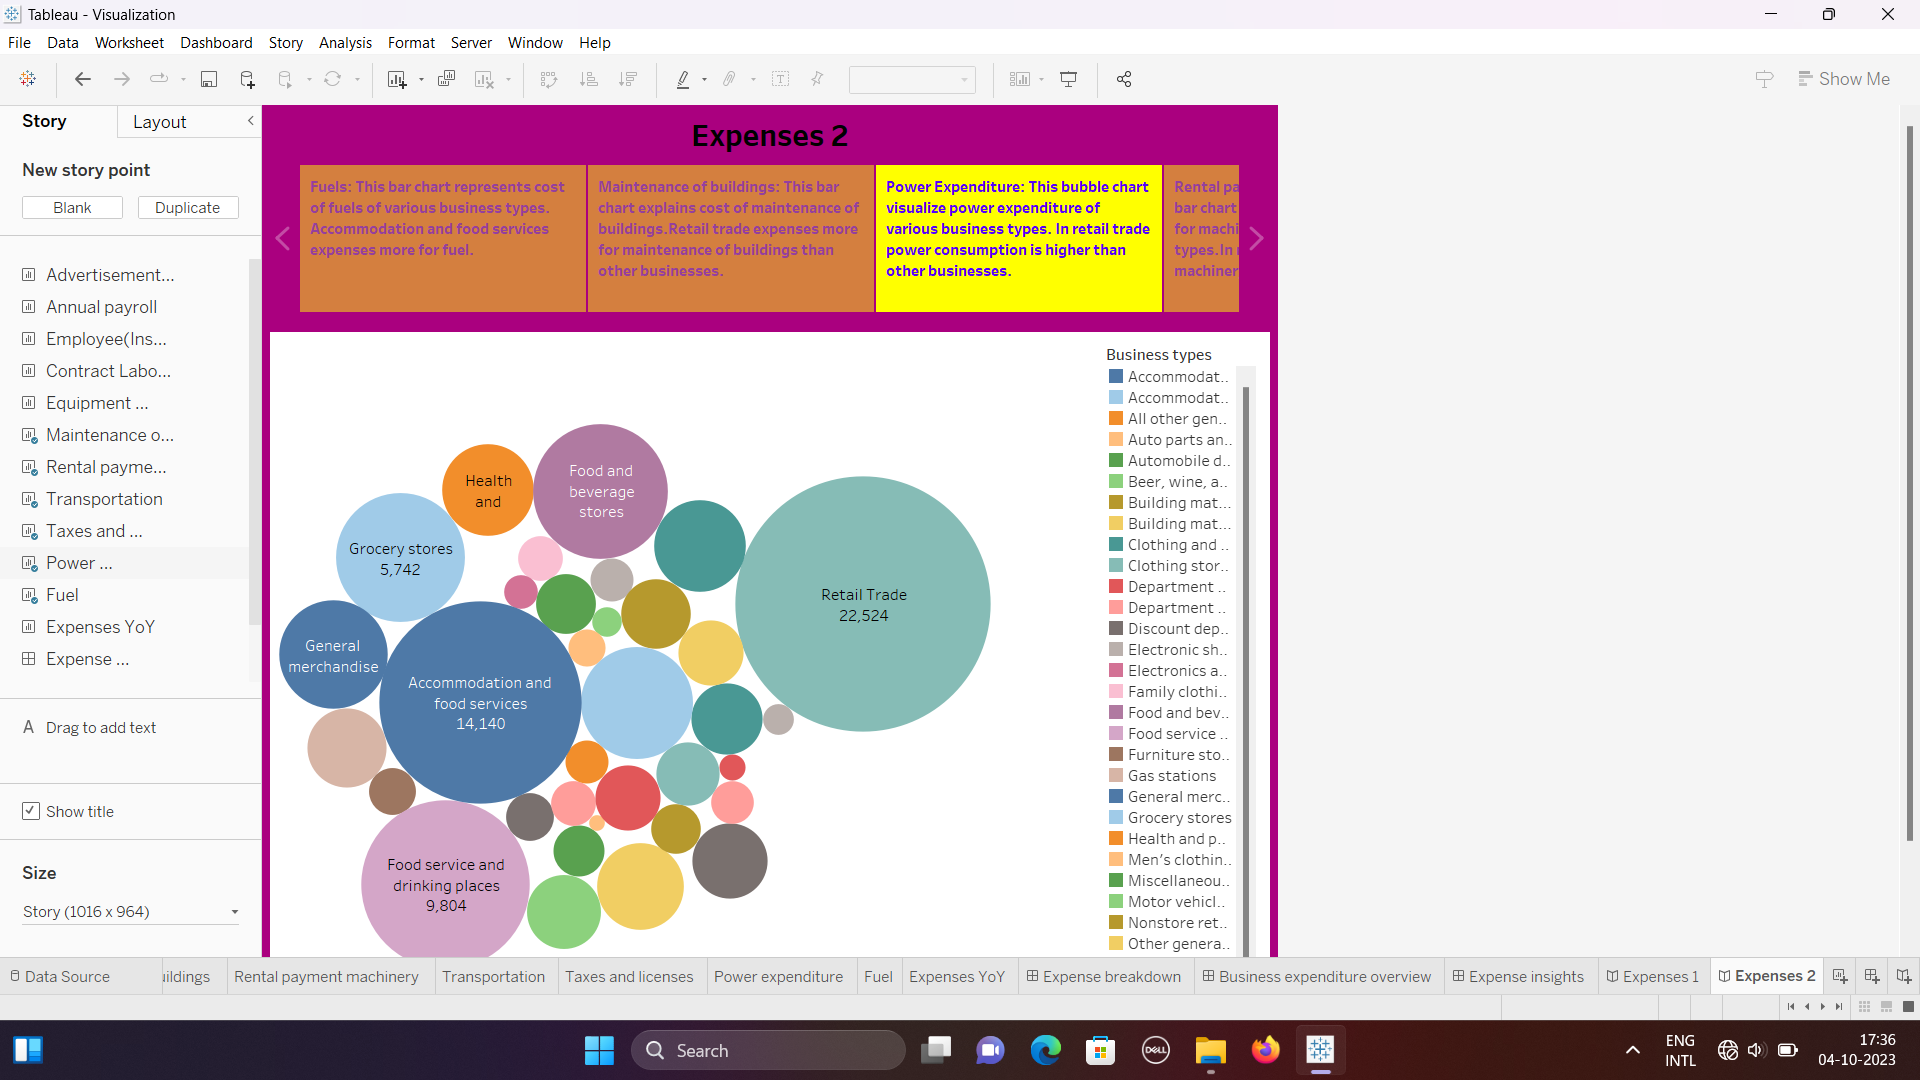 Tableau - Visualization
File Data Worksheet Dashboard Story Analysis Format Server Window Help
Show Me
Story Layout
New story point
Blank Duplicate
Advertisement...
Annual payroll
Employee(Ins...
Contract Labo...
Equipment ...
Maintenance o...
Rental payme...
Transportation
Taxes and ...
Power ...
Fuel
Expenses YoY
Expense ...
A Drag to add text
Show title
Size
Story (1016 x 964)
Expenses 2
Fuels: This bar chart represents cost
of fuels of various business types.
Accommodation and food services
expenses more for fuel.
Maintenance of buildings: This bar
chart explains cost of maintenance of
buildings.Retail trade expenses more
for maintenance of buildings than
other businesses.
Power Expenditure: This bubble chart
visualize power expenditure of
various business types. In retail trade
power consumption is higher than
other businesses.
Rental pa
bar chart
for machi
types.In
machiner
Health
and
Food and
beverage
stores
Grocery stores
5,742
General
merchandise
Accommodation and
food services
14,140
Retail Trade
22,524
Food service and
drinking places
9,804
Business types
Accommodat..
Accommodat..
All other gen..
Auto parts an..
Automobile d..
Beer, wine, a..
Building mat..
Building mat..
Clothing and ..
Clothing stor..
Department ..
Department ..
Discount dep..
Electronic sh..
Electronics a..
Family clothi..
Food and bev..
Food service ..
Furniture sto..
Gas stations
General merc..
Grocery stores
Health and p..
Men's clothin..
Miscellaneou..
Motor vehicl..
Nonstore ret..
Other genera..
Data Source ildings Rental payment machinery Transportation Taxes and licenses Power expenditure Fuel Expenses YoY Expense breakdown Business expenditure overview Expense insights Expenses 1 Expenses 2
Search
DELL
ENG
INTL
17:36
04-10-2023